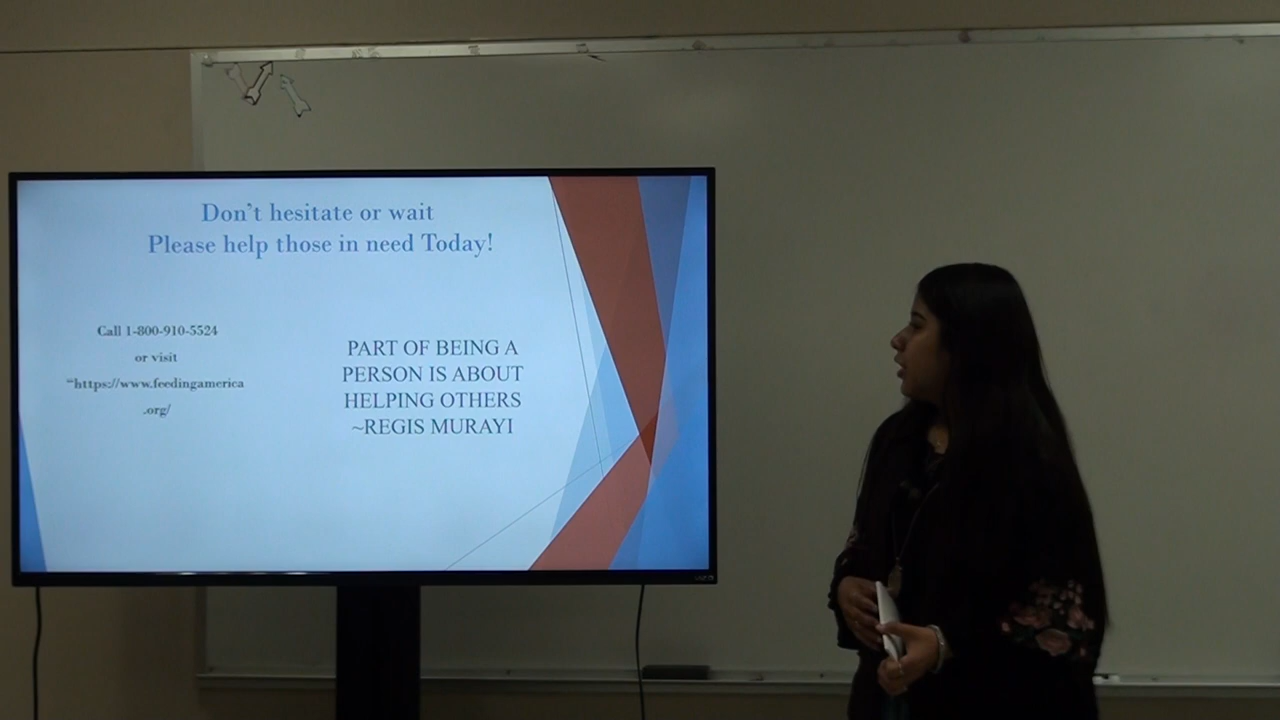 Don't hesitate or wait
Please help those in need Today!
Call 1-800-910-5524
or visit
“https://www.feedingamerica
.org/
PART OF BEING A
PERSON IS ABOUT
HELPING OTHERS
~REGIS MURAYI
VIZIO